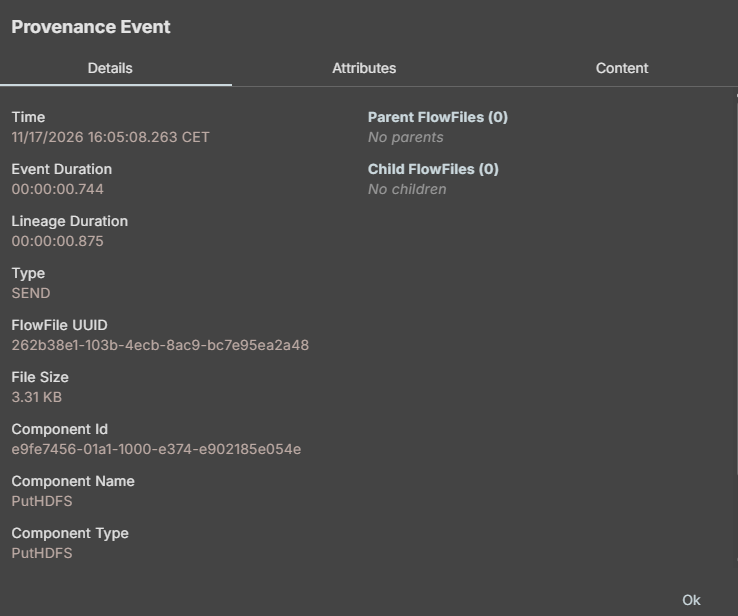 Provenance Event
Details
Attributes
Content
Time
11/17/2026 16:05:08.263 CET
Event Duration
00:00:00.744
Lineage Duration
00:00:00.875
Type
SEND
FlowFile UUID
262b38e1-103b-4ecb-8ac9-bc7e95ea2a48
File Size
3.31 KB
Component Id
e9fe7456-01a1-1000-e374-e902185e054e
Component Name
PutHDFS
Component Type
PutHDFS
Parent FlowFiles (0)
No parents
Child FlowFiles (0)
No children
Ok